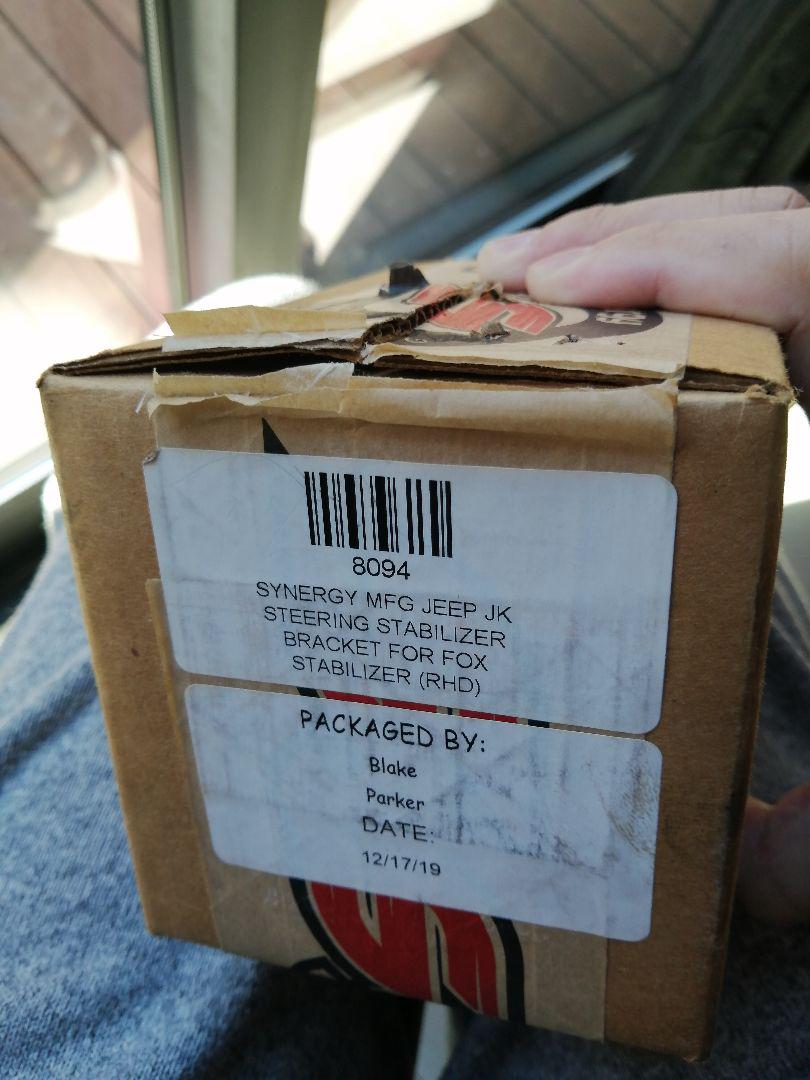 8094
SYNERGY MFG JEEP JK
STEERING STABILIZER
BRACKET FOR FOX
STABILIZER (RHD)
PACKAGED BY:
Blake
Parker
DATE:
12/17/19